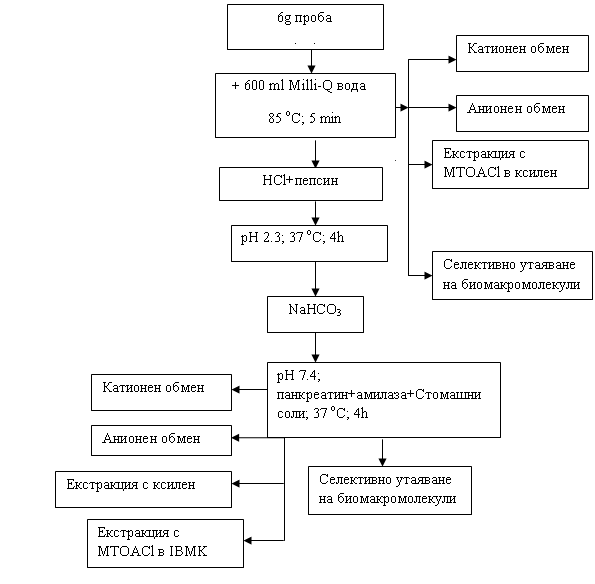 6g проба
+ 600 ml Milli-Q вода
85 °C; 5 min
Катионен обмен
Анионен обмен
Екстракция с
MTOACl в ксилен
Селективно утаяване
на биомакромолекули
HCl+пепсин
pH 2.3; 37 °C; 4h
NaHCO₃
pH 7.4;
панкреатин+амилаза+Стомашни
соли; 37 °C; 4h
Катионен обмен
Анионен обмен
Екстракция с ксилен
Екстракция с
MTOACl в IBMK
Селективно утаяване
на биомакромолекули